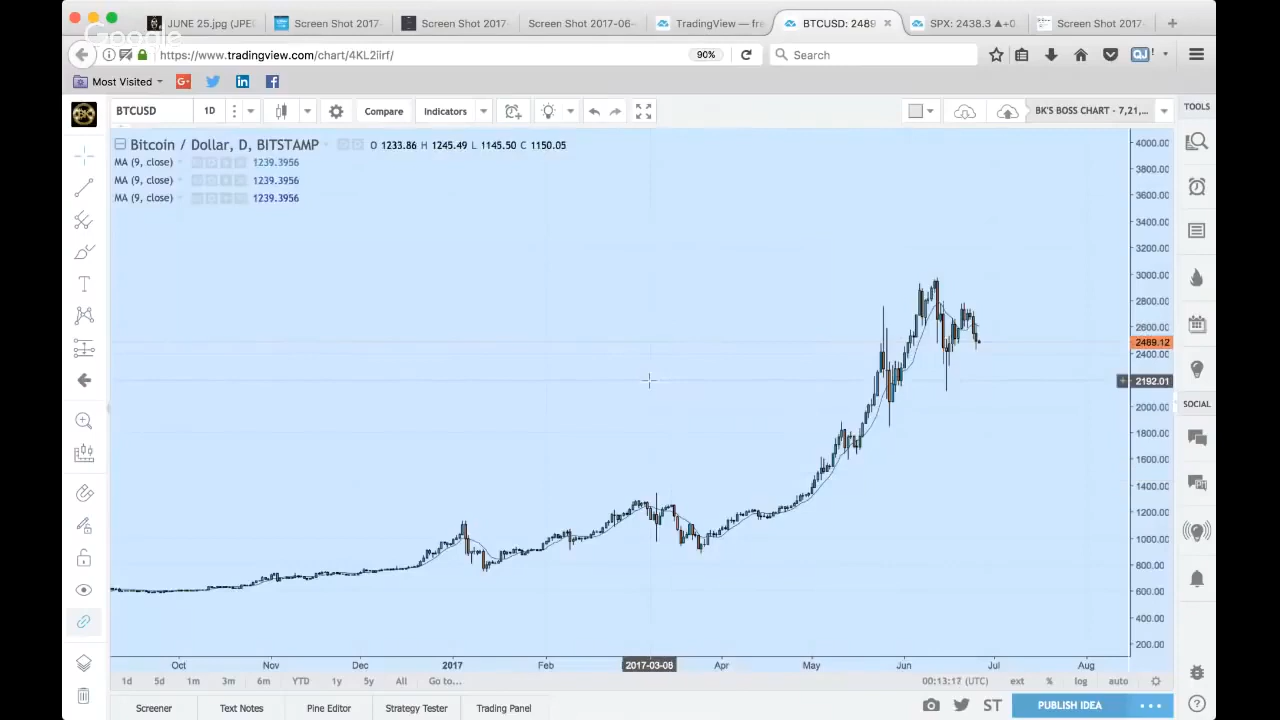 JUNE 25.jpg (JPE
Screen Shot 2017-
Screen Shot 2017
Screen Shot 2017-06-
TradingView — fre
BTCUSD: 2489
SPX: 2438.3 ▲+0
Screen Shot 2017-
Google
https://www.tradingview.com/chart/4KL2iirf/
90%
Search
Most Visited
BTCUSD
1D
Compare
Indicators
BK'S BOSS CHART - 7,21,...
TOOLS
Bitcoin / Dollar, D, BITSTAMP
O 1233.86 H 1245.49 L 1145.50 C 1150.05
MA (9, close) 1239.3956
MA (9, close) 1239.3956
MA (9, close) 1239.3956
4000.00
3800.00
3600.00
3400.00
3200.00
3000.00
2800.00
2600.00
2489.12
2400.00
2192.01
2000.00
1800.00
1600.00
1400.00
1200.00
1000.00
800.00
600.00
400.00
200.00
SOCIAL
Oct Nov Dec 2017 Feb 2017-03-08 Apr May Jun Jul Aug
1d 5d 1m 3m 6m YTD 1y 5y All Go to...
00:13:17 (UTC) ext % log auto
Screener Text Notes Pine Editor Strategy Tester Trading Panel
ST PUBLISH IDEA